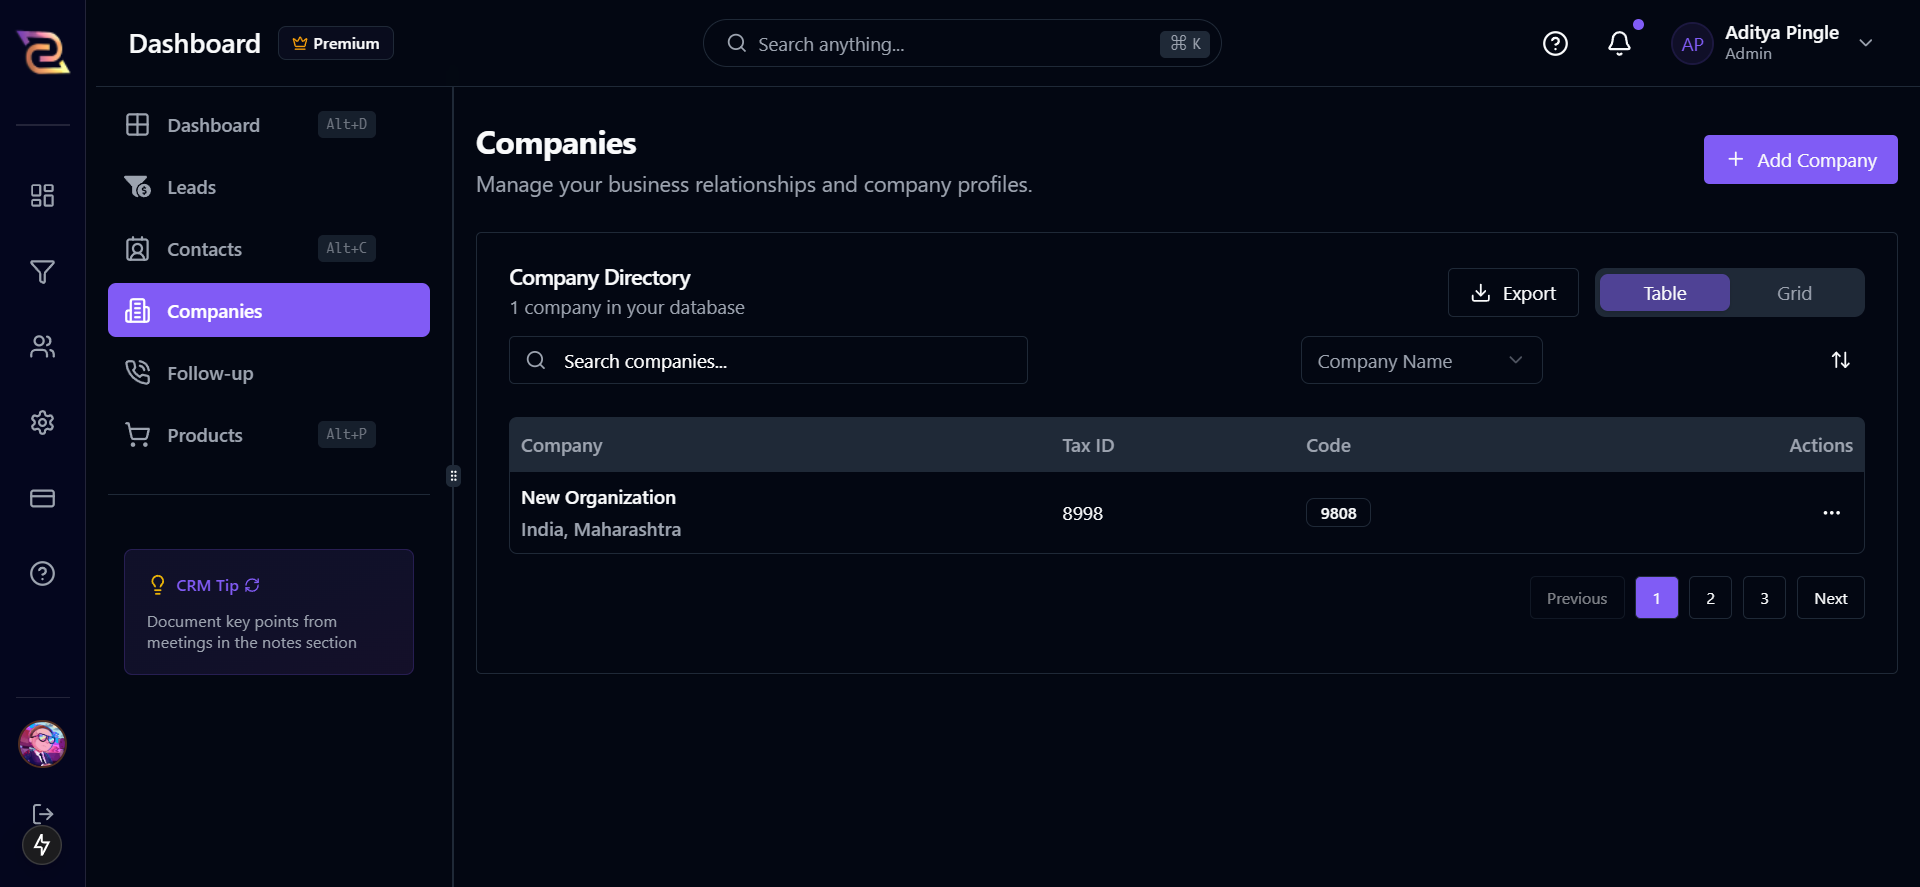 Dashboard
Premium
Search anything...
⌘ K
AP
Aditya Pingle
Admin
Dashboard
Alt+D
Leads
Contacts
Alt+C
Companies
Follow-up
Products
Alt+P
CRM Tip
Document key points from
meetings in the notes section
Companies
Manage your business relationships and company profiles.
Add Company
Company Directory
1 company in your database
Export
Table
Grid
Search companies...
Company Name
Company
Tax ID
Code
Actions
New Organization
India, Maharashtra
8998
9808
Previous
1
2
3
Next